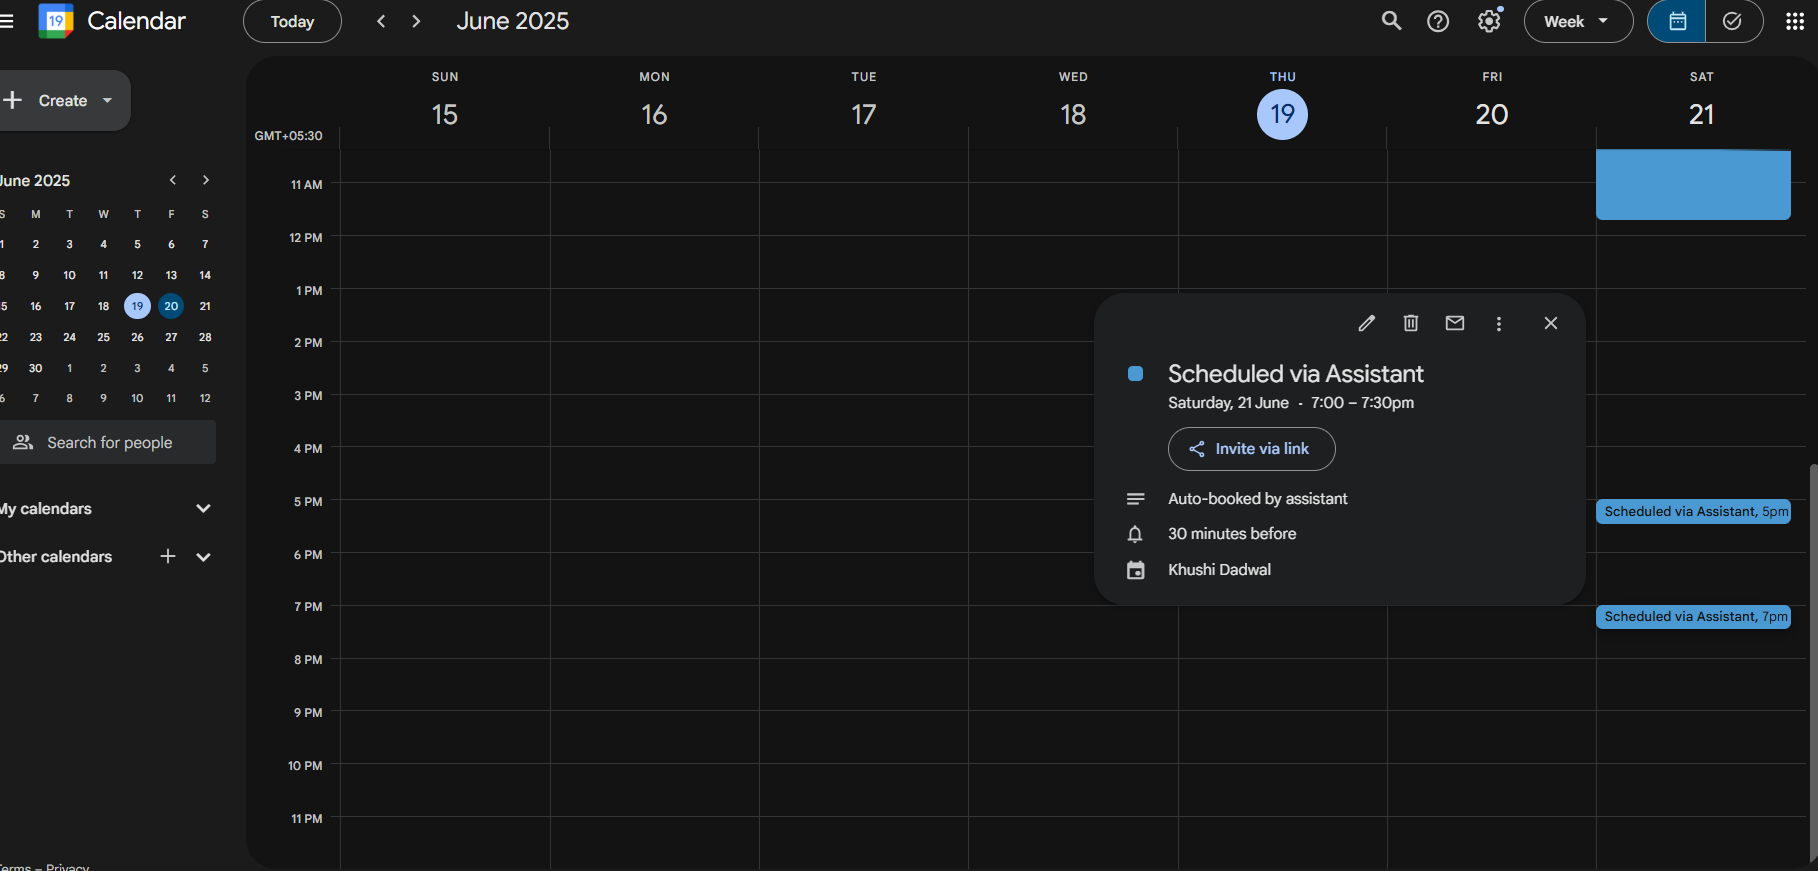 19 Calendar
Today
June 2025
Week
Create
SUN MON TUE WED THU FRI SAT
15 16 17 18 19 20 21
GMT+05:30
June 2025
S M T W T F S
1 2 3 4 5 6 7
8 9 10 11 12 13 14
15 16 17 18 19 20 21
22 23 24 25 26 27 28
29 30 1 2 3 4 5
6 7 8 9 10 11 12
Search for people
My calendars
Other calendars
Terms – Privacy
11 AM
12 PM
1 PM
2 PM
3 PM
4 PM
5 PM
6 PM
7 PM
8 PM
9 PM
10 PM
11 PM
Scheduled via Assistant
Saturday, 21 June · 7:00 – 7:30pm
Invite via link
Auto-booked by assistant
30 minutes before
Khushi Dadwal
Scheduled via Assistant, 5pm
Scheduled via Assistant, 7pm